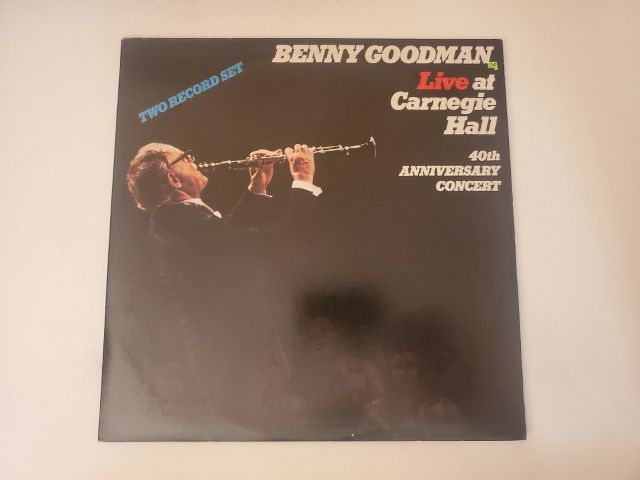 BENNY GOODMAN
Live at
Carnegie
Hall
TWO RECORD SET
40th
ANNIVERSARY
CONCERT